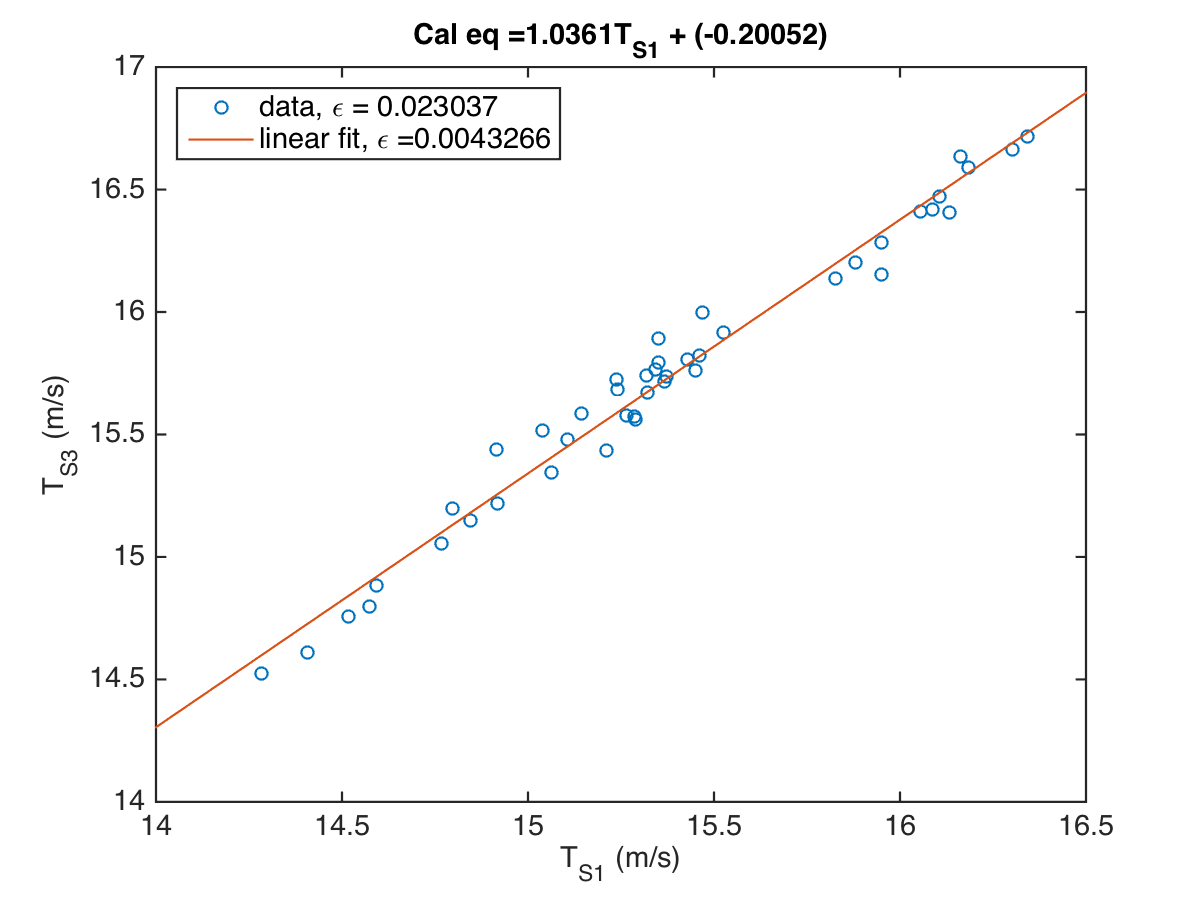 Cal eq =1.0361T_S1 + (-0.20052)
data, ϵ = 0.023037
linear fit, ϵ =0.0043266
17
16.5
16
15.5
15
14.5
14
T_S3 (m/s)
14 14.5 15 15.5 16 16.5
T_S1 (m/s)